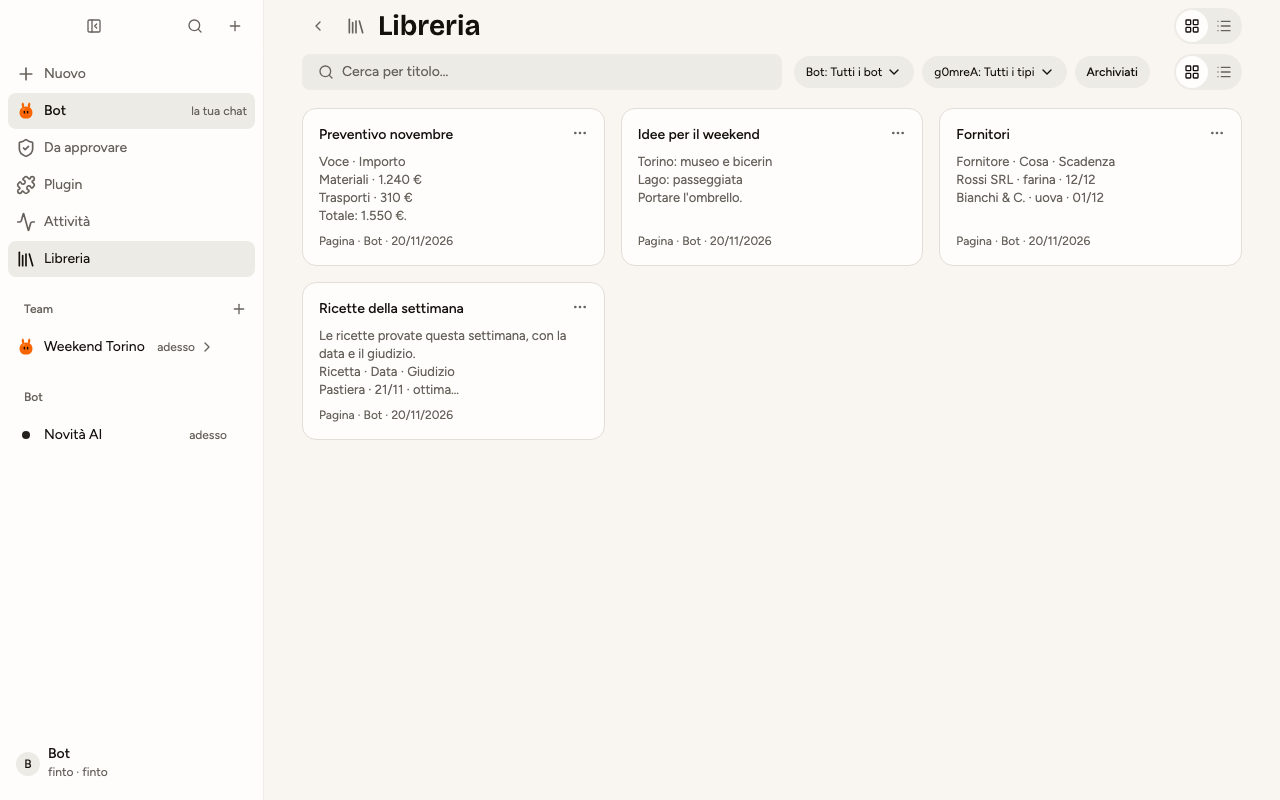 Nuovo
Bot la tua chat
Da approvare
Plugin
Attività
Libreria
Team
Weekend Torino adesso
Bot
Novità AI adesso
B
Bot
finto · finto
Libreria
Cerca per titolo...
Bot: Tutti i bot
g0mreA: Tutti i tipi
Archiviati
Preventivo novembre
Voce · Importo
Materiali · 1.240 €
Trasporti · 310 €
Totale: 1.550 €.
Pagina · Bot · 20/11/2026
Idee per il weekend
Torino: museo e bicerin
Lago: passeggiata
Portare l'ombrello.
Pagina · Bot · 20/11/2026
Fornitori
Fornitore · Cosa · Scadenza
Rossi SRL · farina · 12/12
Bianchi & C. · uova · 01/12
Pagina · Bot · 20/11/2026
Ricette della settimana
Le ricette provate questa settimana, con la
data e il giudizio.
Ricetta · Data · Giudizio
Pastiera · 21/11 · ottima...
Pagina · Bot · 20/11/2026